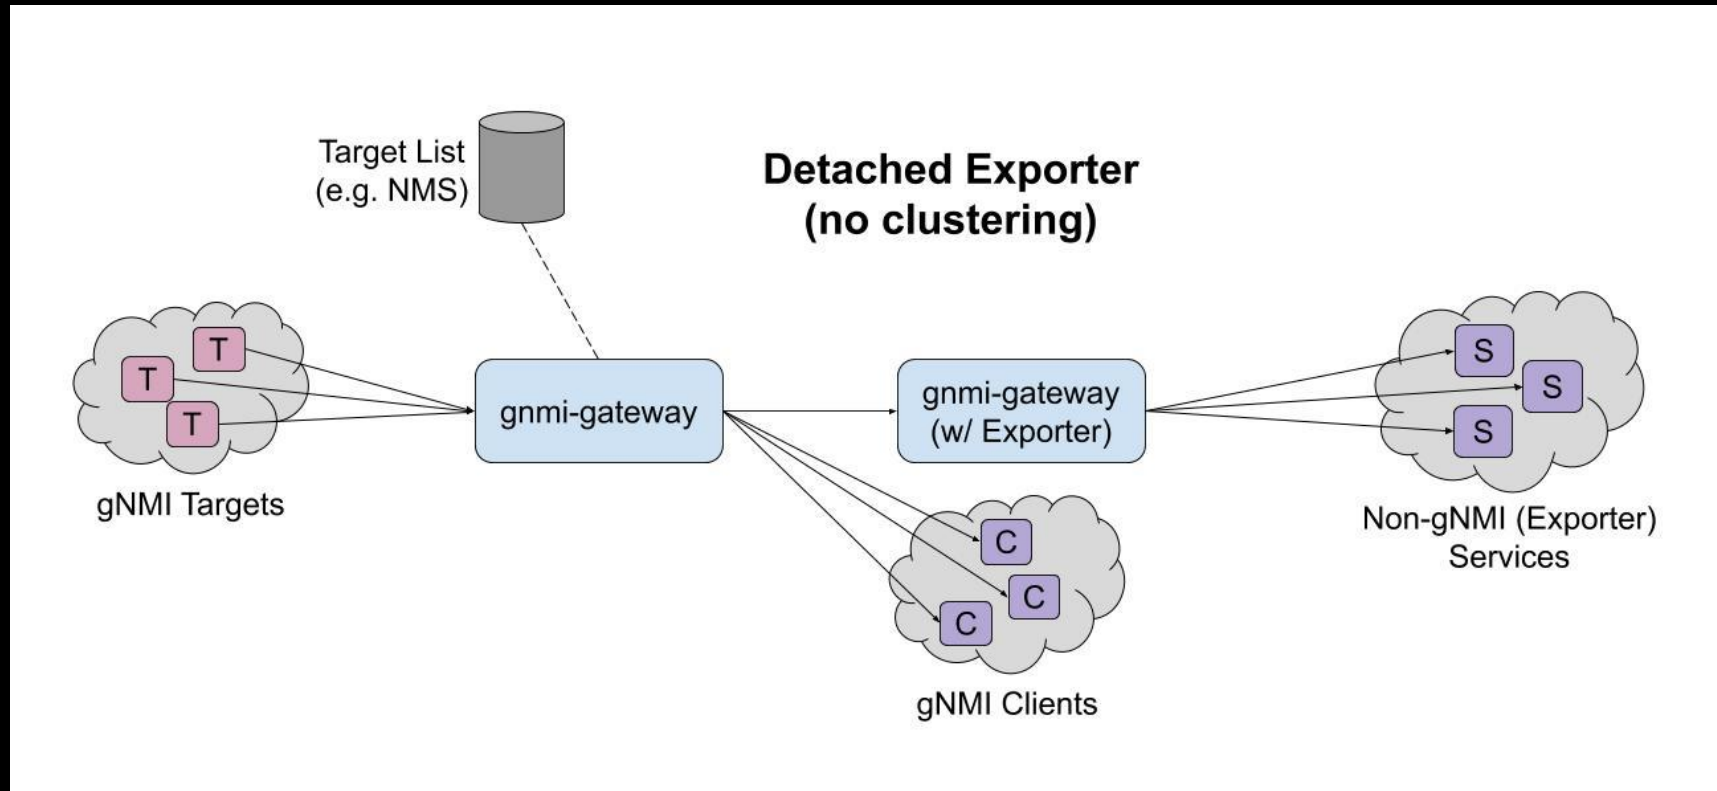 Target List
(e.g. NMS)
Detached Exporter
(no clustering)
T
T
T
gNMI Targets
gnmi-gateway
gnmi-gateway
(w/ Exporter)
S
S
S
Non-gNMI (Exporter)
Services
C
C
C
gNMI Clients